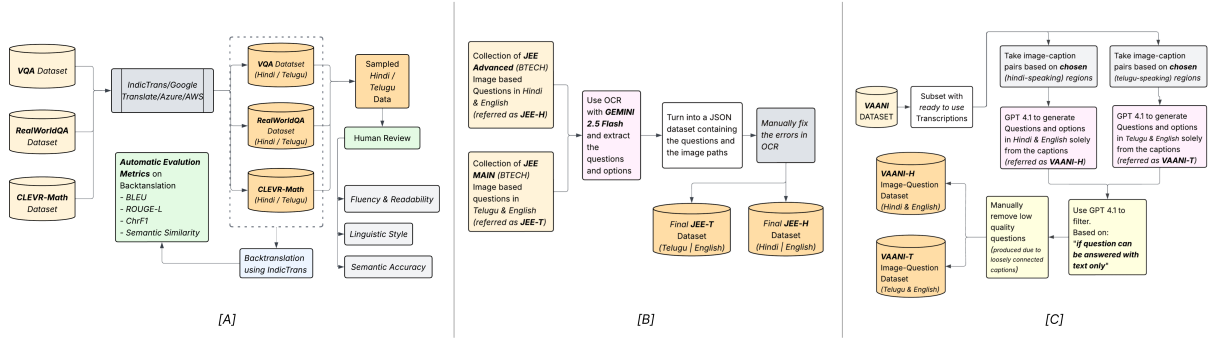 VQA Dataset
RealWorldQA
Dataset
CLEVR-Math
Dataset
IndicTrans/Google
Translate/Azure/AWS
VQA Datatset
(Hindi / Telugu)
RealWorldQA
Dataset
(Hindi / Telugu)
CLEVR-Math
(Hindi / Telugu)
Sampled
Hindi /
Telugu
Data
Human Review
Automatic Evalution
Metrics on
Backtanslation
- BLEU
- ROUGE-L
- ChrF1
- Semantic Similarity
Fluency & Readability
Linguistic Style
Semantic Accuracy
Backtranslation
using IndicTrans
[A]
Collection of JEE
Advanced (BTECH)
Image based
Questions in Hindi
& English
(referred as JEE-H)
Collection of JEE
MAIN (BTECH)
Image based
questions in
Telugu & English
(referred as JEE-T)
Use OCR
with GEMINI
2.5 Flash
and extract
the
questions
and options
Turn into a JSON
dataset containing
the questions and
the image paths
Manually fix
the errors in
OCR
Final JEE-T
Dataset
(Telugu | English)
Final JEE-H
Dataset
(Hindi | English)
[B]
VAANI
DATASET
Subset with
ready to use
Transcriptions
Take image-caption
pairs based on chosen
(hindi-speaking) regions
Take image-caption
pairs based on chosen
(telugu-speaking) regions
GPT 4.1 to generate
Questions and options
in Hindi & English solely
from the captions
(referred as VAANI-H)
GPT 4.1 to generate
Questions and options
in Telugu & English solely
from the captions
(referred as VAANI-T)
VAANI-H
Image-Question
Dataset
(Hindi & English)
VAANI-T
Image-Question
Dataset
(Telugu & English)
Manually
remove low
quality
questions
(produced due to
loosely connected
captions)
Use GPT 4.1 to
filter.
Based on:
"if question can
be answered with
text only"
[C]